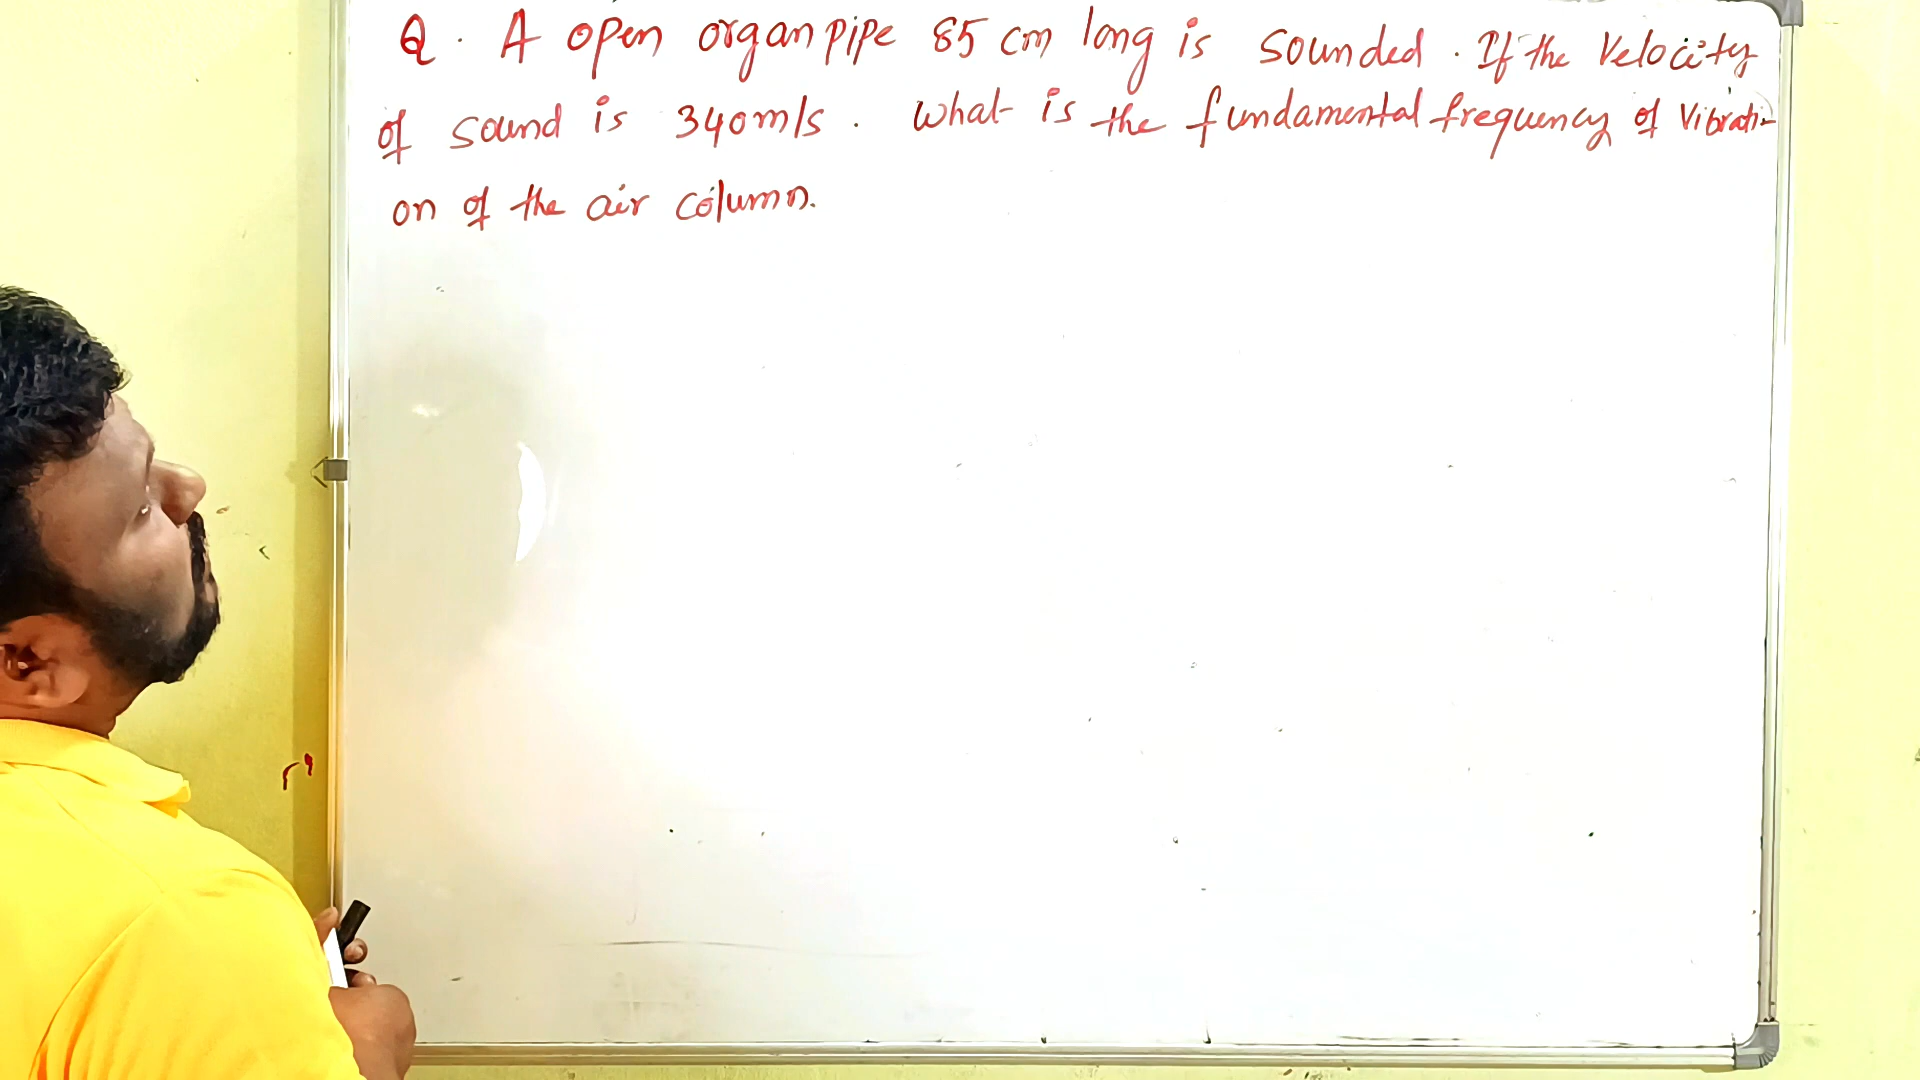 Q. A open organ pipe 85 cm long is sounded. If the velocity
of sound is 340m/s. What is the fundamental frequency of vibrati-
on of the air column.